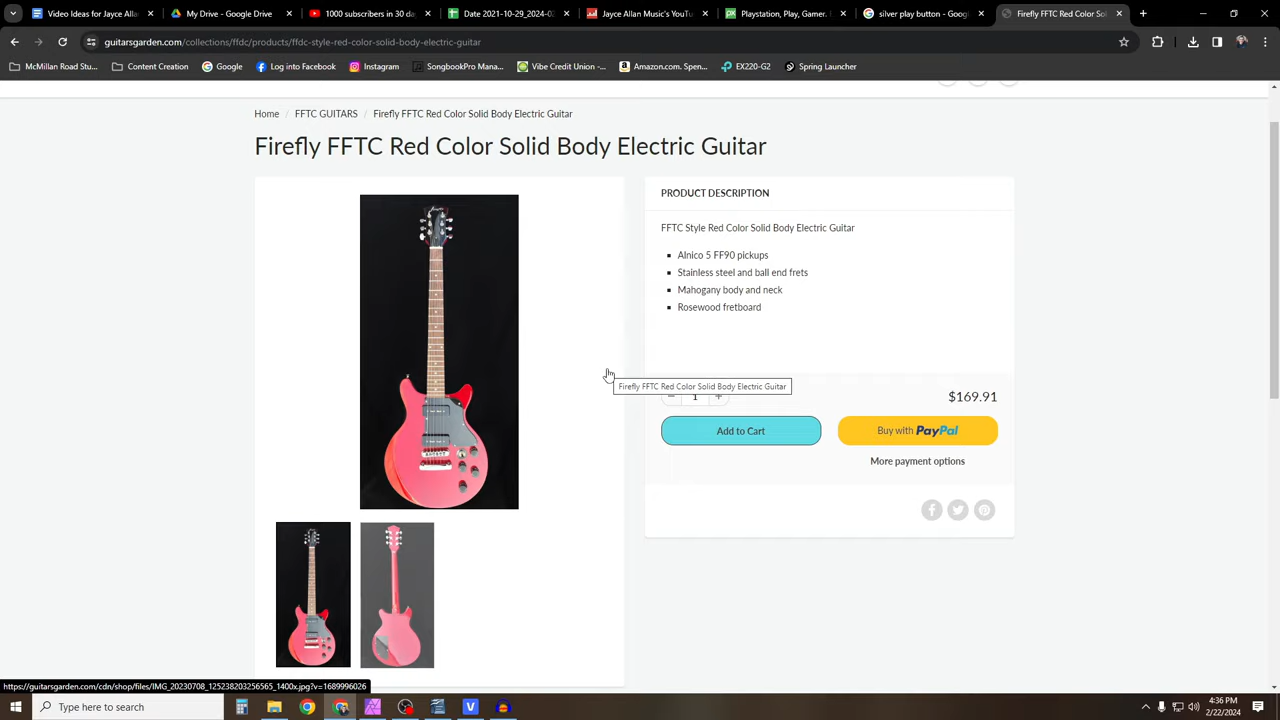 Video Ideas for Jayce Allan
My Drive - Google Drive
1000 subscribers in 30 day
Date 2021-10-29_2024-03
Jayce Allan Music's YouTu
Playstation, Play, Gamer.
silver play button - Googl
Firefly FFTC Red Color Sol
guitarsgarden.com/collections/ffdc/products/ffdc-style-red-color-solid-body-electric-guitar
McMillan Road Stu...
Content Creation
Google
Log into Facebook
Instagram
SongbookPro Mana...
Vibe Credit Union -...
Amazon.com. Spen...
EX220-G2
Spring Launcher
Home / FFTC GUITARS / Firefly FFTC Red Color Solid Body Electric Guitar
Firefly FFTC Red Color Solid Body Electric Guitar
PRODUCT DESCRIPTION
FFTC Style Red Color Solid Body Electric Guitar
Alnico 5 FF90 pickups
Stainless steel and ball end frets
Mahogany body and neck
Rosewood fretboard
Firefly FFTC Red Color Solid Body Electric Guitar
− 1 + $169.91
Add to Cart
Buy with PayPal
More payment options
https://guitarsgarden.com/cdn/shop/files/IMG_20230708_125238203256565_1400x.jpg?v=1689996026
Type here to search
4:36 PM
2/22/2024